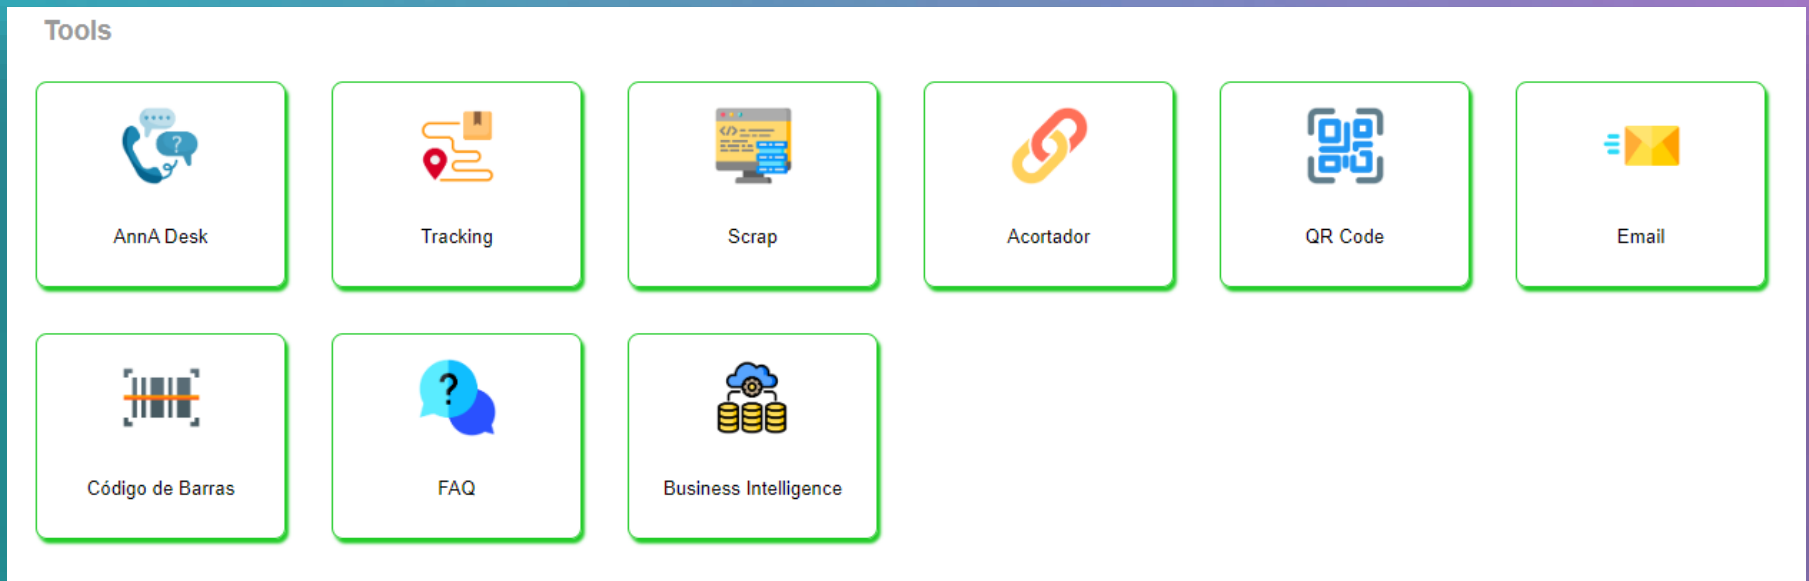 Tools
AnnA Desk
Tracking
Scrap
Acortador
QR Code
Email
Código de Barras
FAQ
Business Intelligence